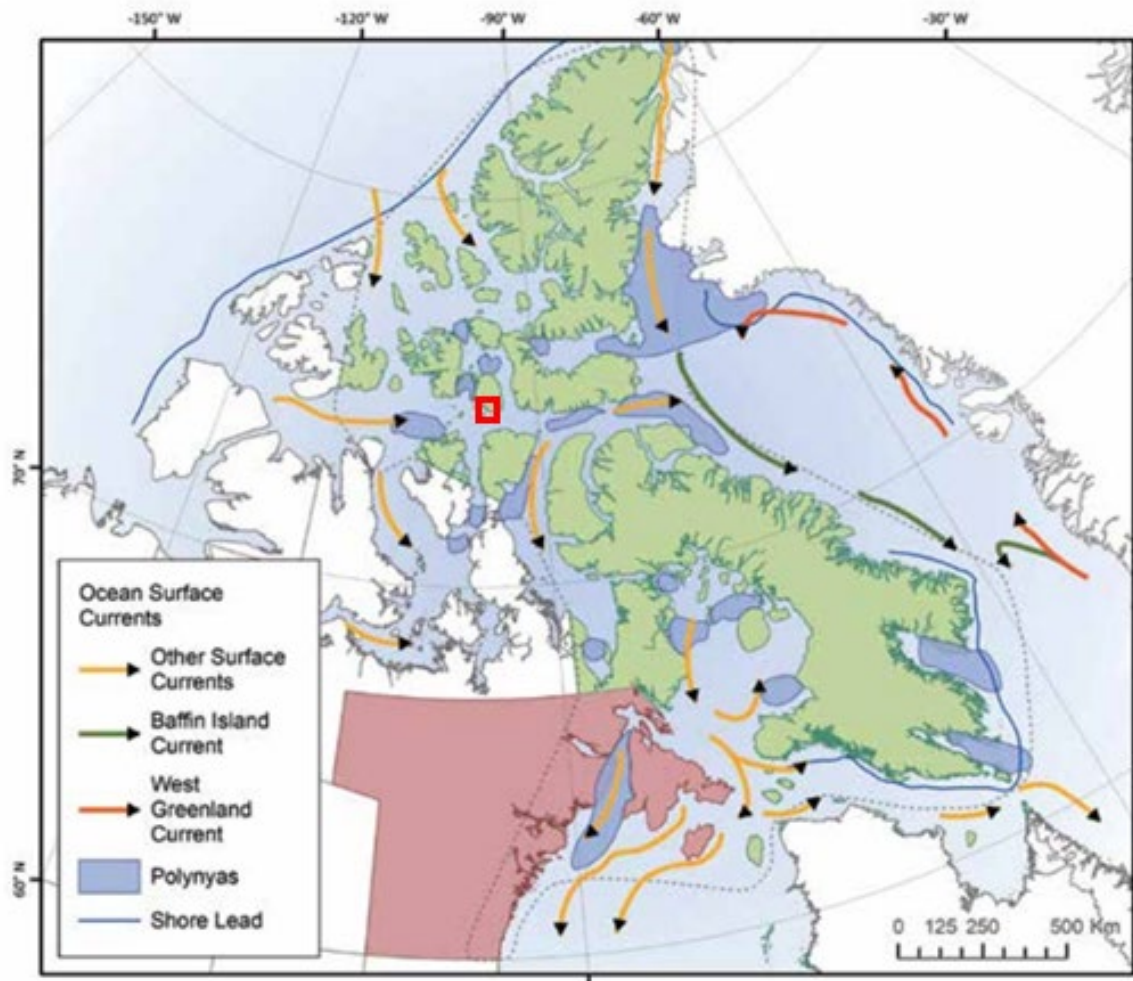 -150° W
-120° W
-90° W
-60° W
-30° W
70° N
60° N
Ocean Surface
Currents
Other Surface
Currents
Baffin Island
Current
West
Greenland
Current
Polynyas
Shore Lead
0 125 250 500 Km